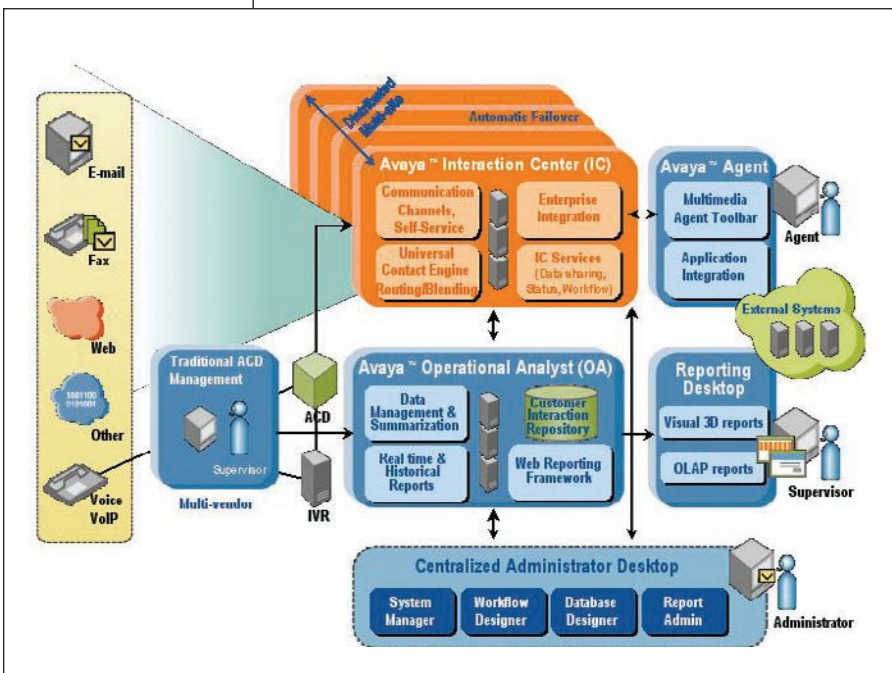 E-mail
Fax
Web
1001100
0101001
Other
Voice
VoIP
Traditional ACD
Management
Supervisor
Multi-vendor
ACD
IVR
Distributed
Multi-site
Automatic Failover
Avaya™ Interaction Center (IC)
Communication
Channels,
Self-Service
Enterprise
Integration
Universal
Contact Engine
Routing/Blending
IC Services
(Data sharing,
Status, Workflow)
Avaya™ Agent
Multimedia
Agent Toolbar
Application
Integration
Agent
External Systems
Avaya™ Operational Analyst (OA)
Data
Management &
Summarization
Customer
Interaction
Repository
Real time &
Historical
Reports
Web Reporting
Framework
Reporting
Desktop
Visual 3D reports
OLAP reports
Supervisor
Centralized Administrator Desktop
System
Manager
Workflow
Designer
Database
Designer
Report
Admin
Administrator